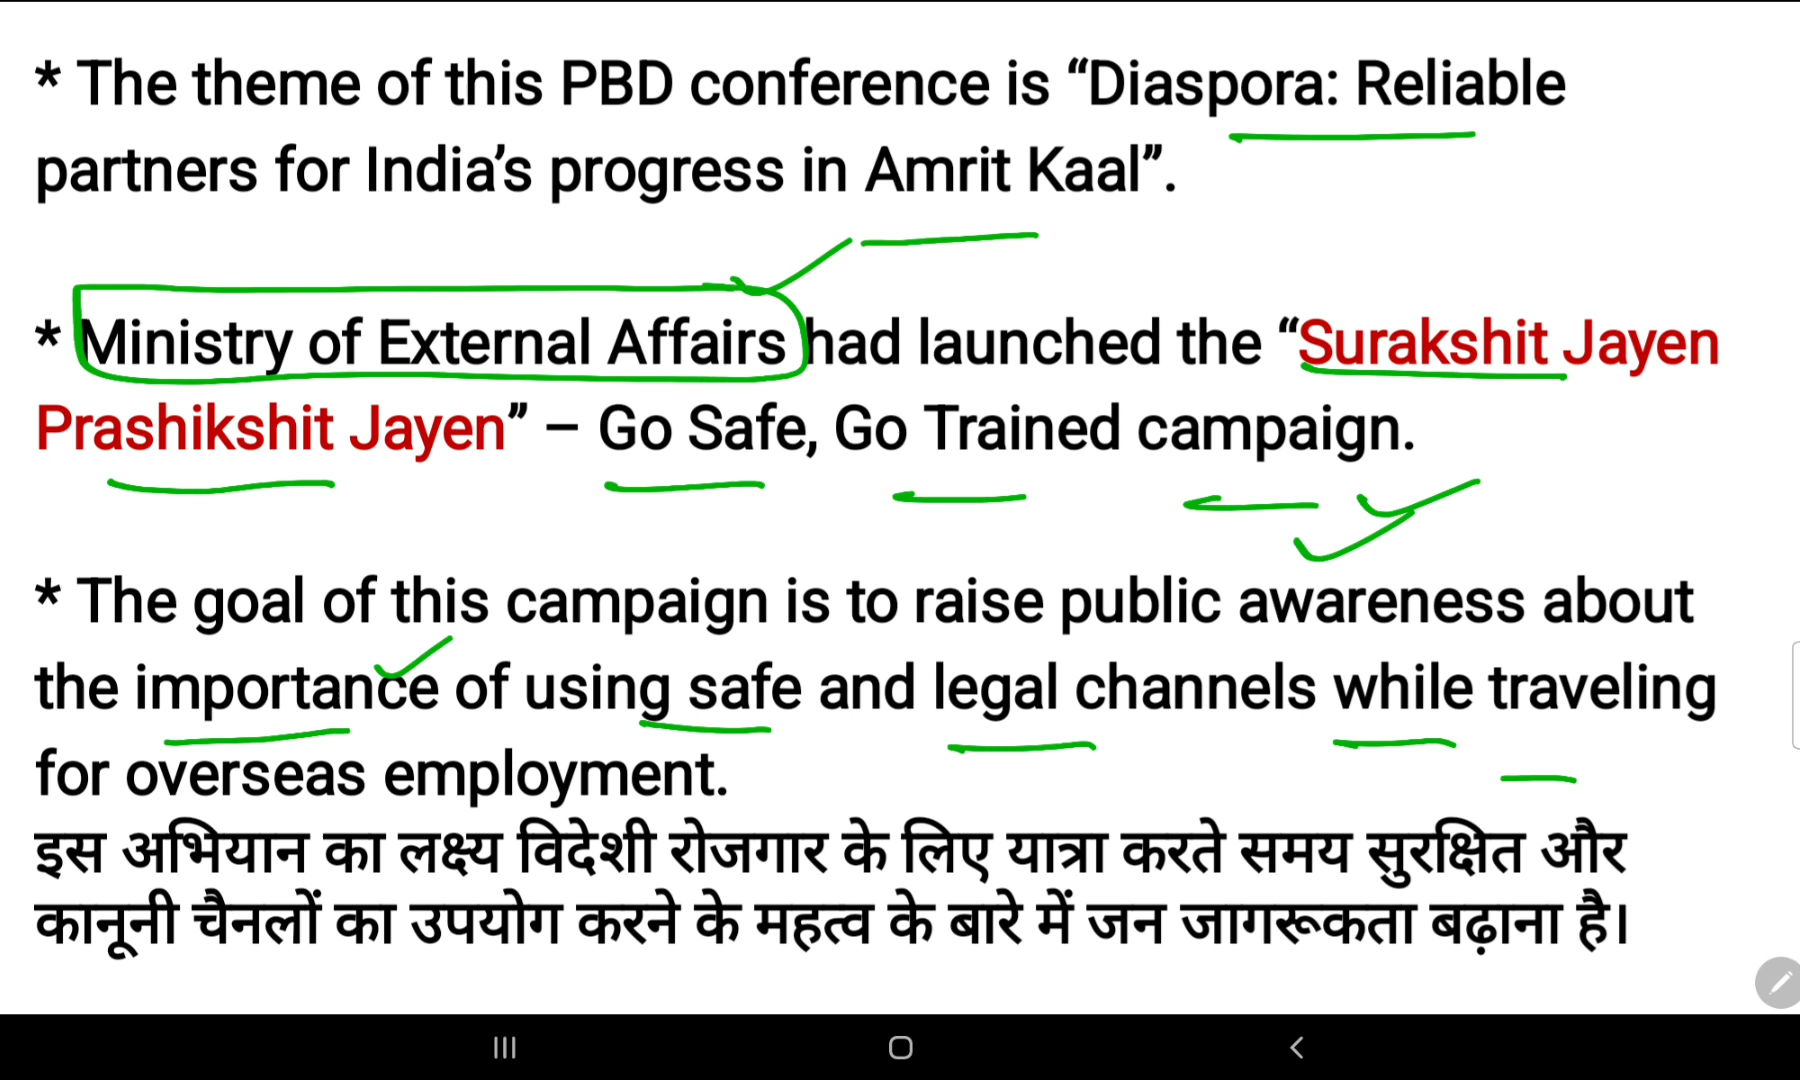 * The theme of this PBD conference is “Diaspora: Reliable
partners for India’s progress in Amrit Kaal”.
* Ministry of External Affairs had launched the “Surakshit Jayen
Prashikshit Jayen” – Go Safe, Go Trained campaign.
* The goal of this campaign is to raise public awareness about
the importance of using safe and legal channels while traveling
for overseas employment.
इस अभियान का लक्ष्य विदेशी रोजगार के लिए यात्रा करते समय सुरक्षित और
कानूनी चैनलों का उपयोग करने के महत्व के बारे में जन जागरूकता बढ़ाना है।